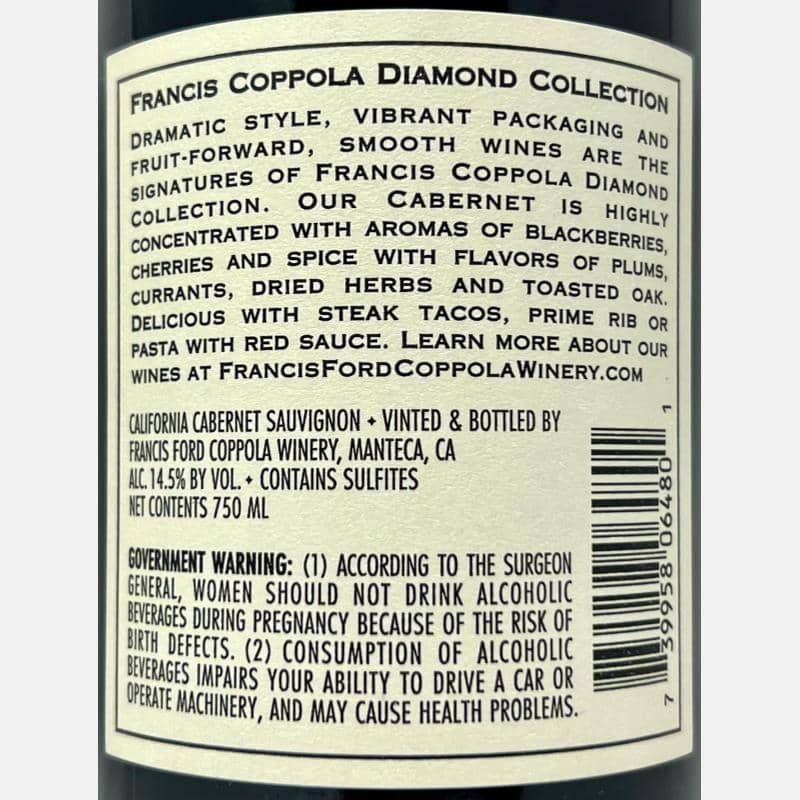 FRANCIS COPPOLA DIAMOND COLLECTION
DRAMATIC STYLE, VIBRANT PACKAGING AND
FRUIT-FORWARD, SMOOTH WINES ARE THE
SIGNATURES OF FRANCIS COPPOLA DIAMOND
COLLECTION. OUR CABERNET IS HIGHLY
CONCENTRATED WITH AROMAS OF BLACKBERRIES,
CHERRIES AND SPICE WITH FLAVORS OF PLUMS,
CURRANTS, DRIED HERBS AND TOASTED OAK.
DELICIOUS WITH STEAK TACOS, PRIME RIB OR
PASTA WITH RED SAUCE. LEARN MORE ABOUT OUR
WINES AT FRANCISFORDCOPPOLAWINERY.COM
CALIFORNIA CABERNET SAUVIGNON • VINTED & BOTTLED BY
FRANCIS FORD COPPOLA WINERY, MANTECA, CA
ALC. 14.5% BY VOL. • CONTAINS SULFITES
NET CONTENTS 750 ML
GOVERNMENT WARNING: (1) ACCORDING TO THE SURGEON
GENERAL, WOMEN SHOULD NOT DRINK ALCOHOLIC
BEVERAGES DURING PREGNANCY BECAUSE OF THE RISK OF
BIRTH DEFECTS. (2) CONSUMPTION OF ALCOHOLIC
BEVERAGES IMPAIRS YOUR ABILITY TO DRIVE A CAR OR
OPERATE MACHINERY, AND MAY CAUSE HEALTH PROBLEMS.
7 39958 06480 1